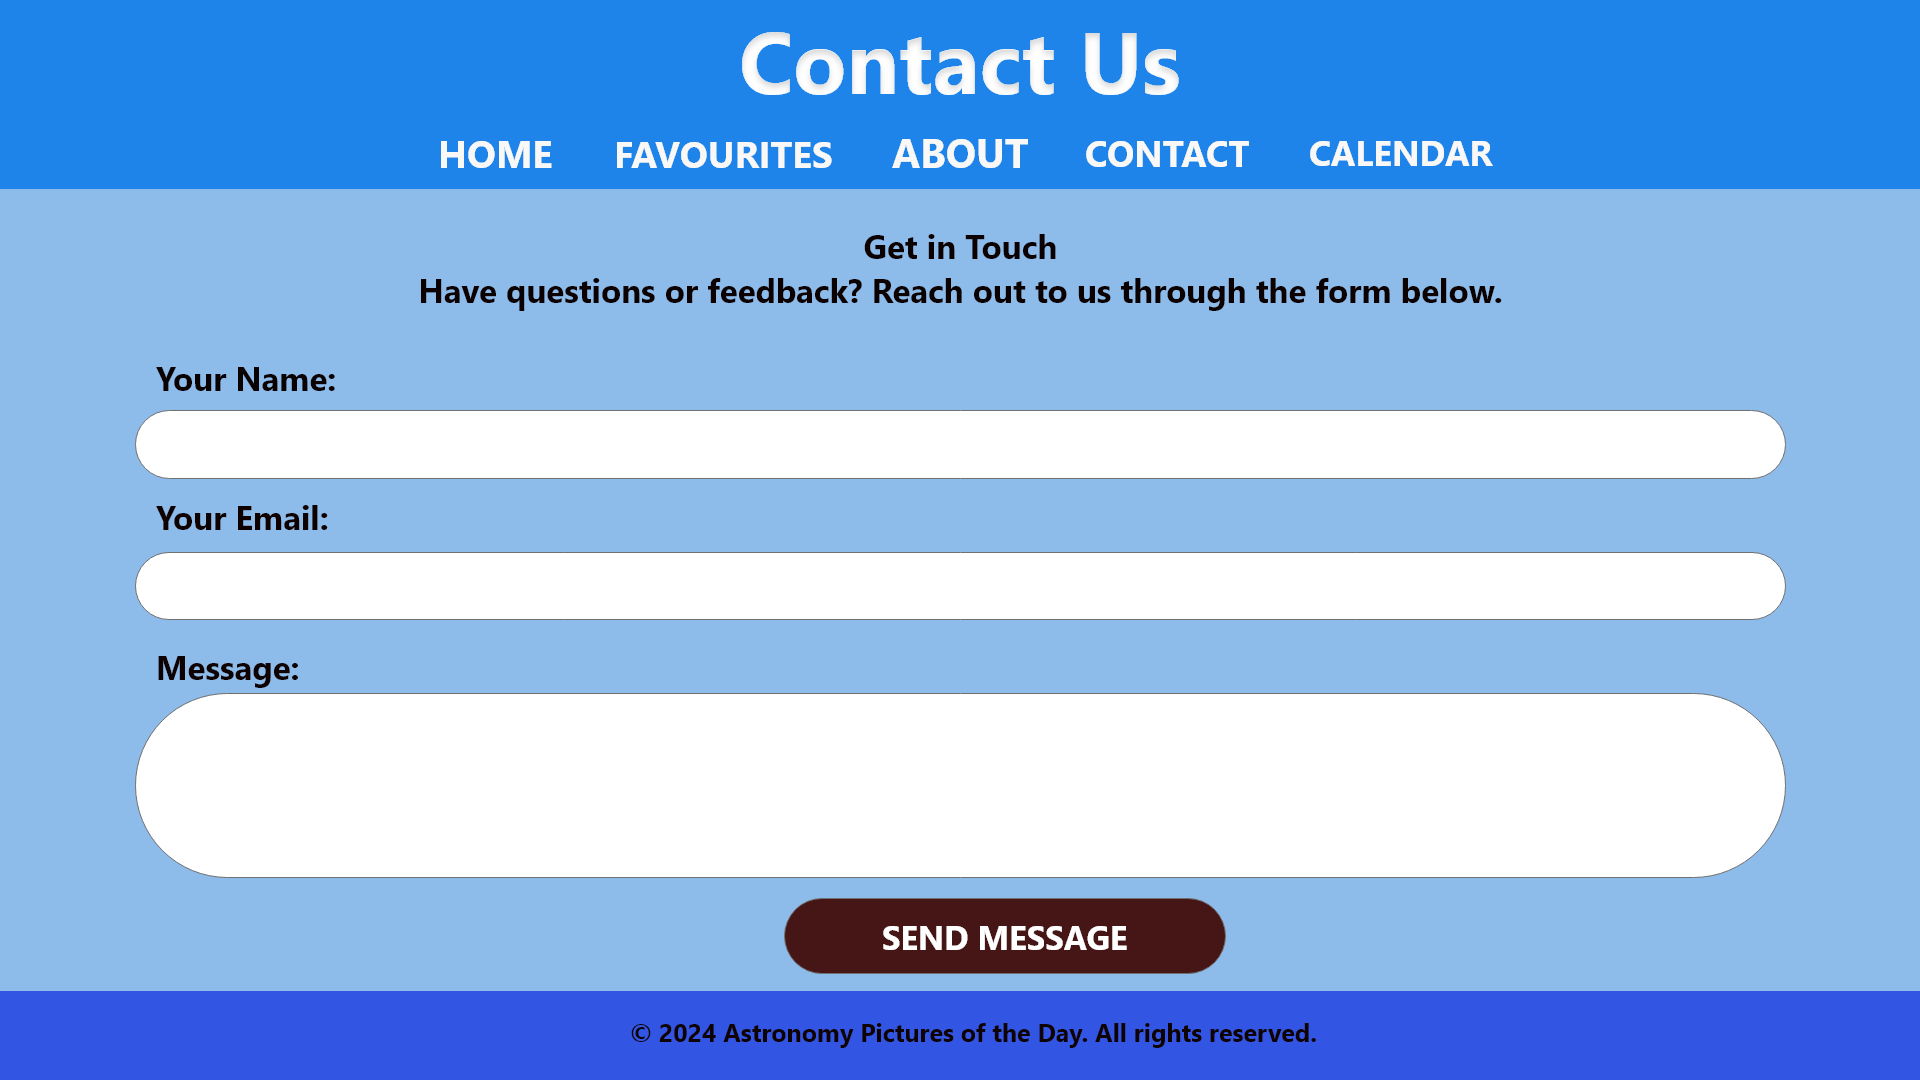 Contact Us
HOME FAVOURITES ABOUT CONTACT CALENDAR
Get in Touch
Have questions or feedback? Reach out to us through the form below.
Your Name:
Your Email:
Message:
SEND MESSAGE
© 2024 Astronomy Pictures of the Day. All rights reserved.